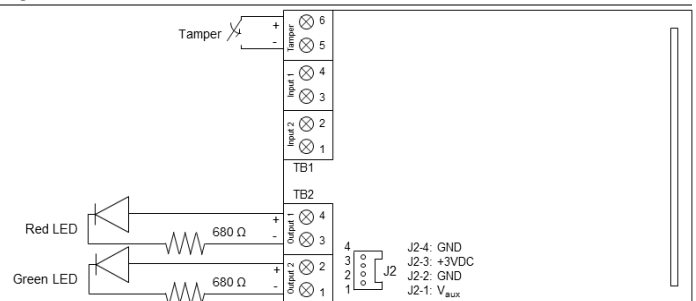 Tamper
+
-
Tamper
6
5
Input 1
4
3
Input 2
2
1
TB1
TB2
Red LED
680 Ω
+
-
Output 1
4
3
Green LED
680 Ω
+
-
Output 2
2
1
4
3
2
1
J2
J2-4: GND
J2-3: +3VDC
J2-2: GND
J2-1: Vaux